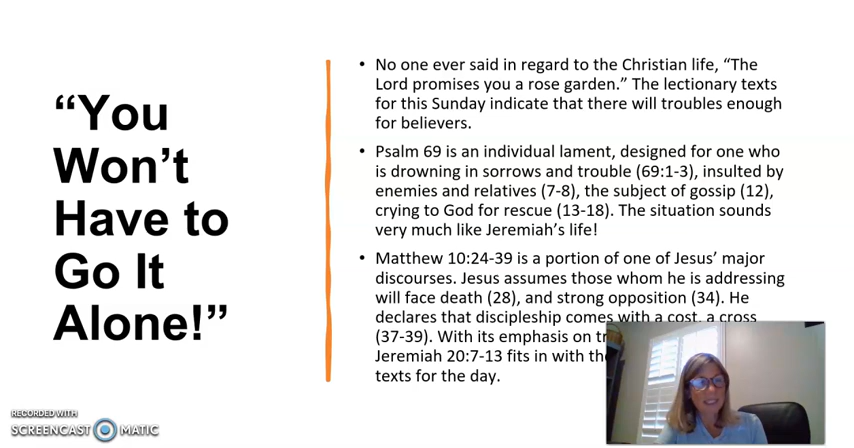 “You
Won’t
Have to
Go It
Alone!”
• No one ever said in regard to the Christian life, “The
Lord promises you a rose garden.” The lectionary texts
for this Sunday indicate that there will troubles enough
for believers.
• Psalm 69 is an individual lament, designed for one who
is drowning in sorrows and trouble (69:1-3), insulted by
enemies and relatives (7-8), the subject of gossip (12),
crying to God for rescue (13-18). The situation sounds
very much like Jeremiah’s life!
• Matthew 10:24-39 is a portion of one of Jesus’ major
discourses. Jesus assumes those whom he is addressing
will face death (28), and strong opposition (34). He
declares that discipleship comes with a cost, a cross
(37-39). With its emphasis on
Jeremiah 20:7-13 fits in with
texts for the day.
RECORDED WITH
SCREENCAST MATIC